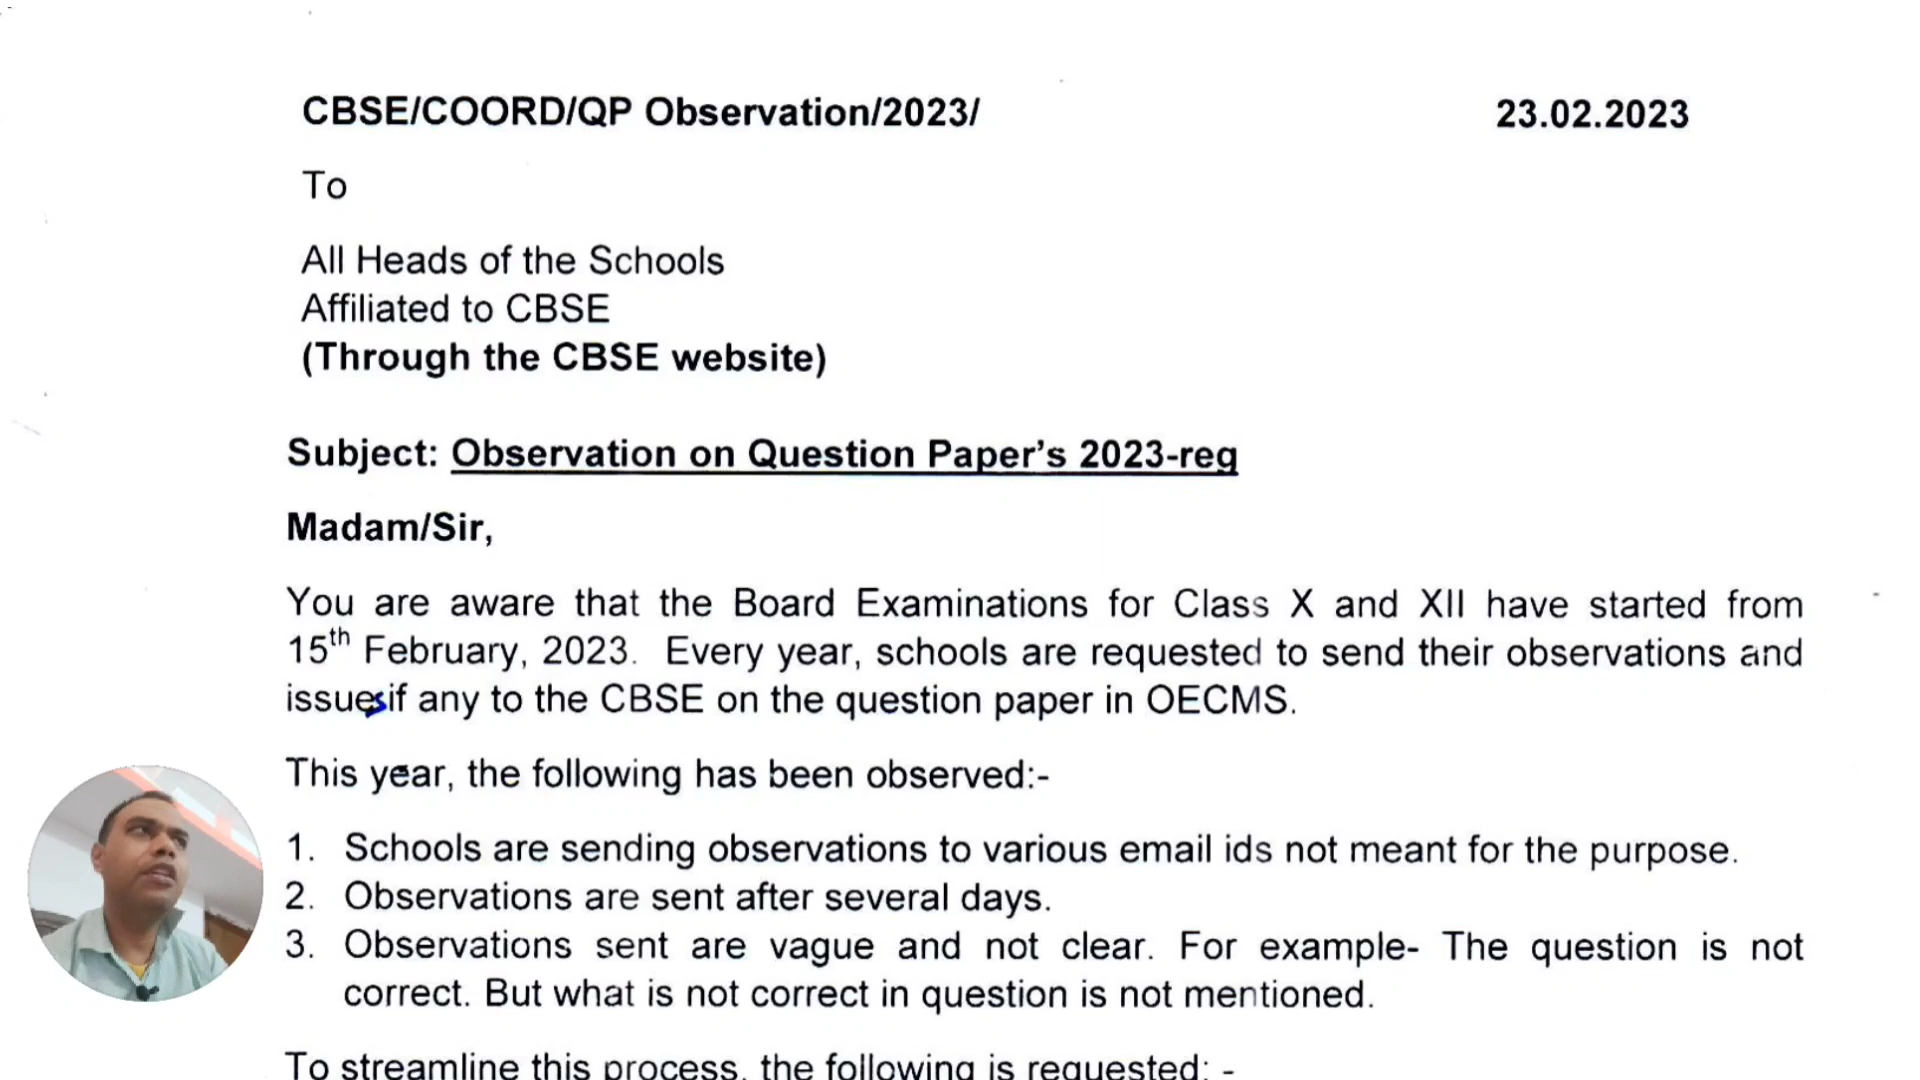 CBSE/COORD/QP Observation/2023/ 23.02.2023
To
All Heads of the Schools
Affiliated to CBSE
(Through the CBSE website)
Subject: Observation on Question Paper’s 2023-reg
Madam/Sir,
You are aware that the Board Examinations for Class X and XII have started from
15th February, 2023. Every year, schools are requested to send their observations and
issues if any to the CBSE on the question paper in OECMS.
This year, the following has been observed:-
1. Schools are sending observations to various email ids not meant for the purpose.
2. Observations are sent after several days.
3. Observations sent are vague and not clear. For example- The question is not
correct. But what is not correct in question is not mentioned.
To streamline this process, the following is requested: -